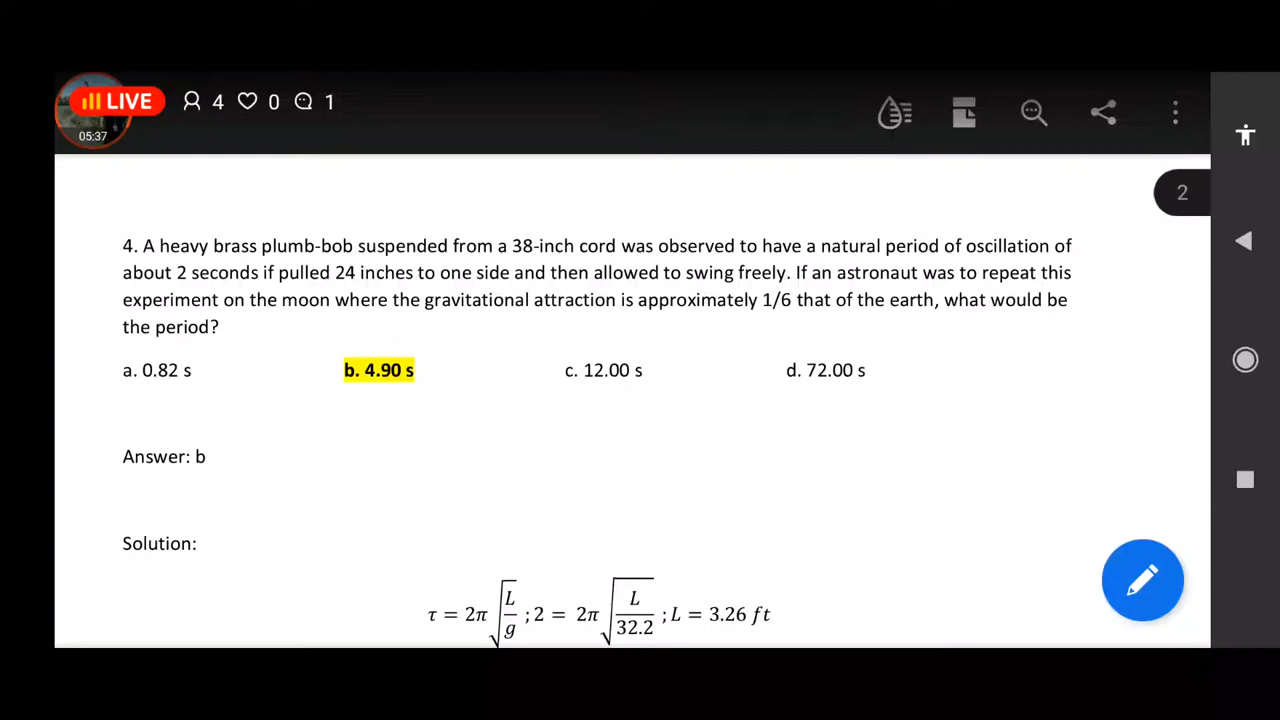 LIVE 4 0 1
05:37
2
4. A heavy brass plumb-bob suspended from a 38-inch cord was observed to have a natural period of oscillation of
about 2 seconds if pulled 24 inches to one side and then allowed to swing freely. If an astronaut was to repeat this
experiment on the moon where the gravitational attraction is approximately 1/6 that of the earth, what would be
the period?
a. 0.82 s b. 4.90 s c. 12.00 s d. 72.00 s
Answer: b
Solution:
τ = 2π √(L/g) ; 2 = 2π √(L/32.2) ; L = 3.26 ft